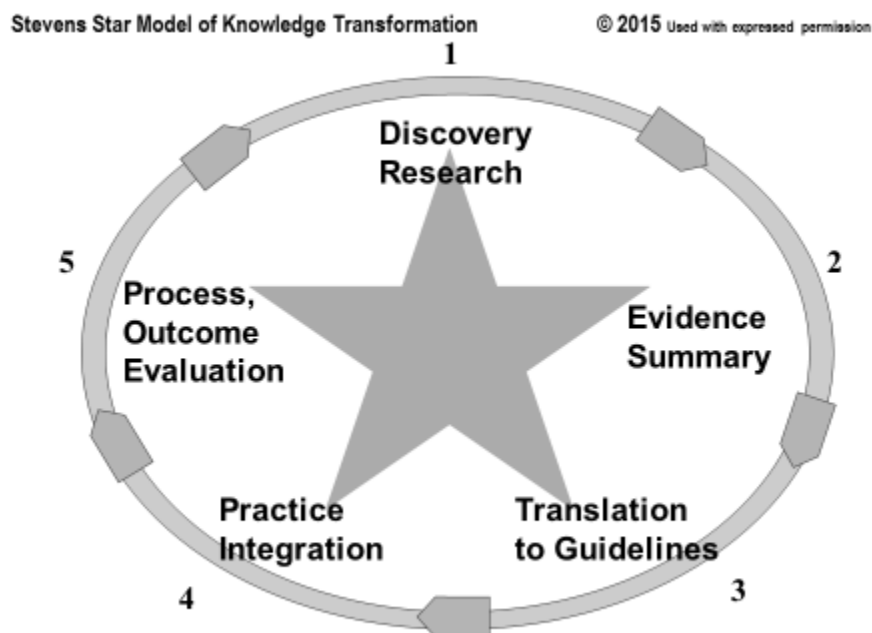 Stevens Star Model of Knowledge Transformation © 2015 Used with expressed permission
1
Discovery
Research
2
Evidence
Summary
3
Translation
to Guidelines
4
Practice
Integration
5
Process,
Outcome
Evaluation